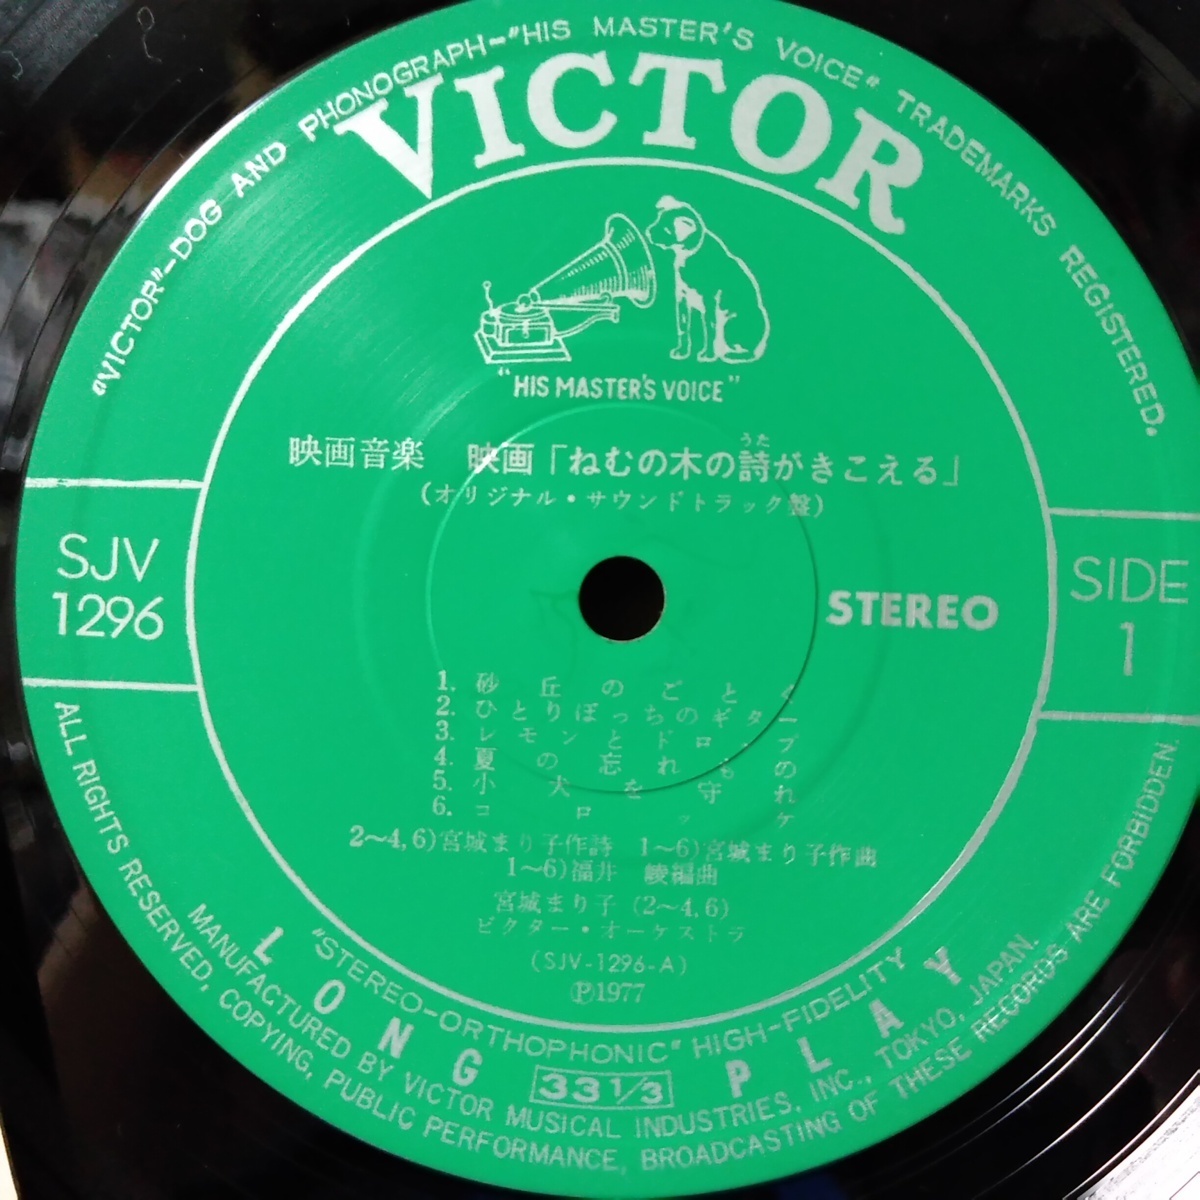 "VICTOR"-DOG AND PHONOGRAPH-"HIS MASTER'S VOICE" TRADEMARKS REGISTERED.
VICTOR
"HIS MASTER'S VOICE"
映画音楽 映画「ねむの木の詩がきこえる」
うた
(オリジナル・サウンドトラック盤)
SJV
1296
STEREO
SIDE
1
1. 砂丘のごとく
2. ひとりぼっちのギター
3. レモンとドロップ
4. 夏の忘れもの
5. 小犬を守れ
6. コロッケ
2〜4,6)宮城まり子作詩 1〜6)宮城まり子作曲
1〜6)福井 崚編曲
宮城まり子 (2〜4,6)
ビクター・オーケストラ
(SJV-1296-A)
Ⓟ1977
"STEREO-ORTHOPHONIC" HIGH-FIDELITY
LONG 33 1/3 PLAY
MANUFACTURED BY VICTOR MUSICAL INDUSTRIES, INC., TOKYO, JAPAN.
ALL RIGHTS RESERVED, COPYING, PUBLIC PERFORMANCE, BROADCASTING OF THESE RECORDS ARE FORBIDDEN.